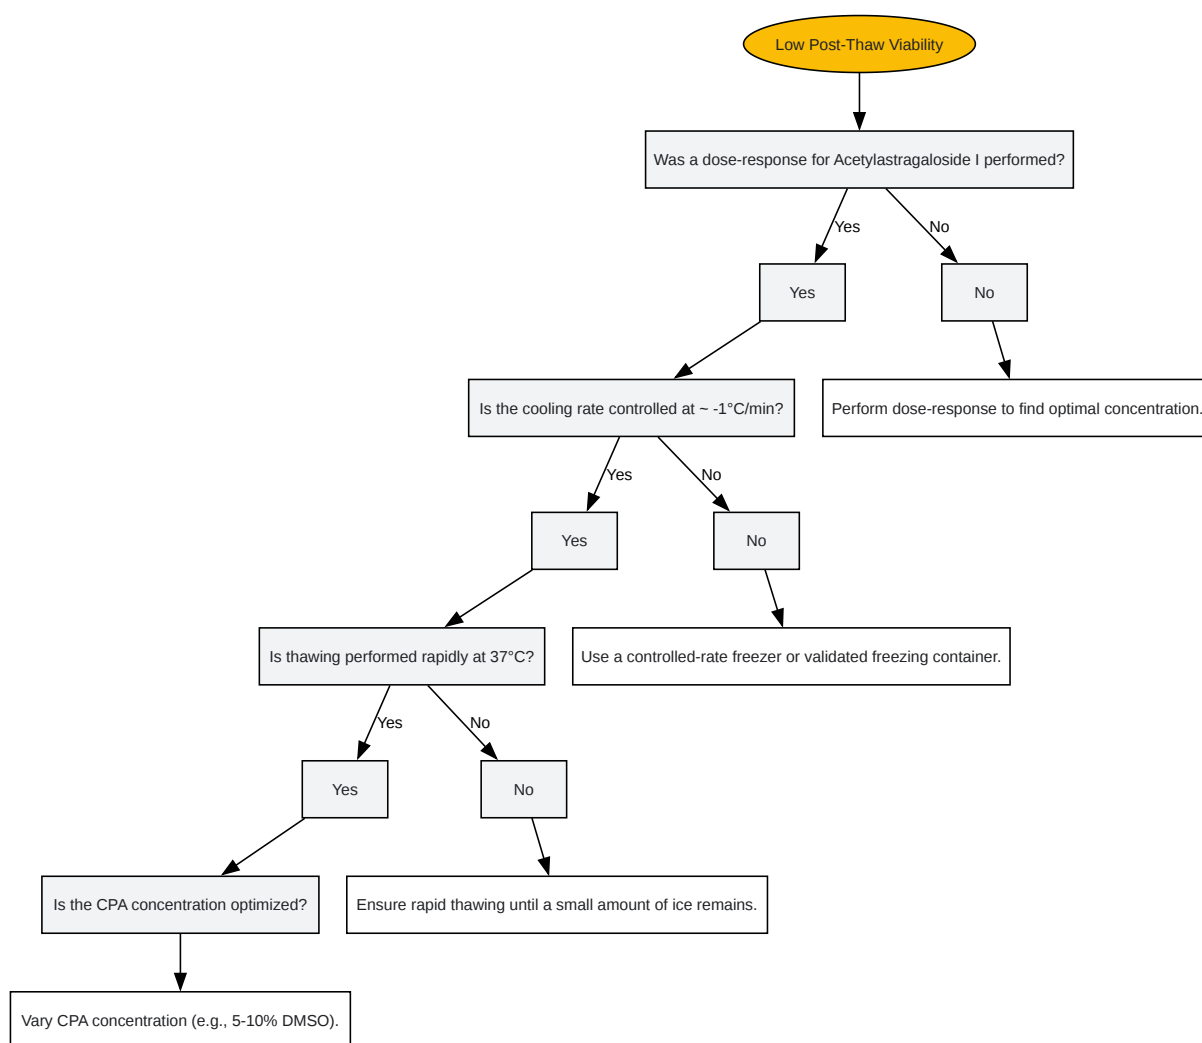 Low Post-Thaw Viability
Was a dose-response for Acetylastragaloside I performed?
Yes
No
Yes
No
Is the cooling rate controlled at ~ -1°C/min?
Perform dose-response to find optimal concentration.
Yes
No
Yes
No
Is thawing performed rapidly at 37°C?
Use a controlled-rate freezer or validated freezing container.
Yes
No
Yes
No
Is the CPA concentration optimized?
Ensure rapid thawing until a small amount of ice remains.
Vary CPA concentration (e.g., 5-10% DMSO).